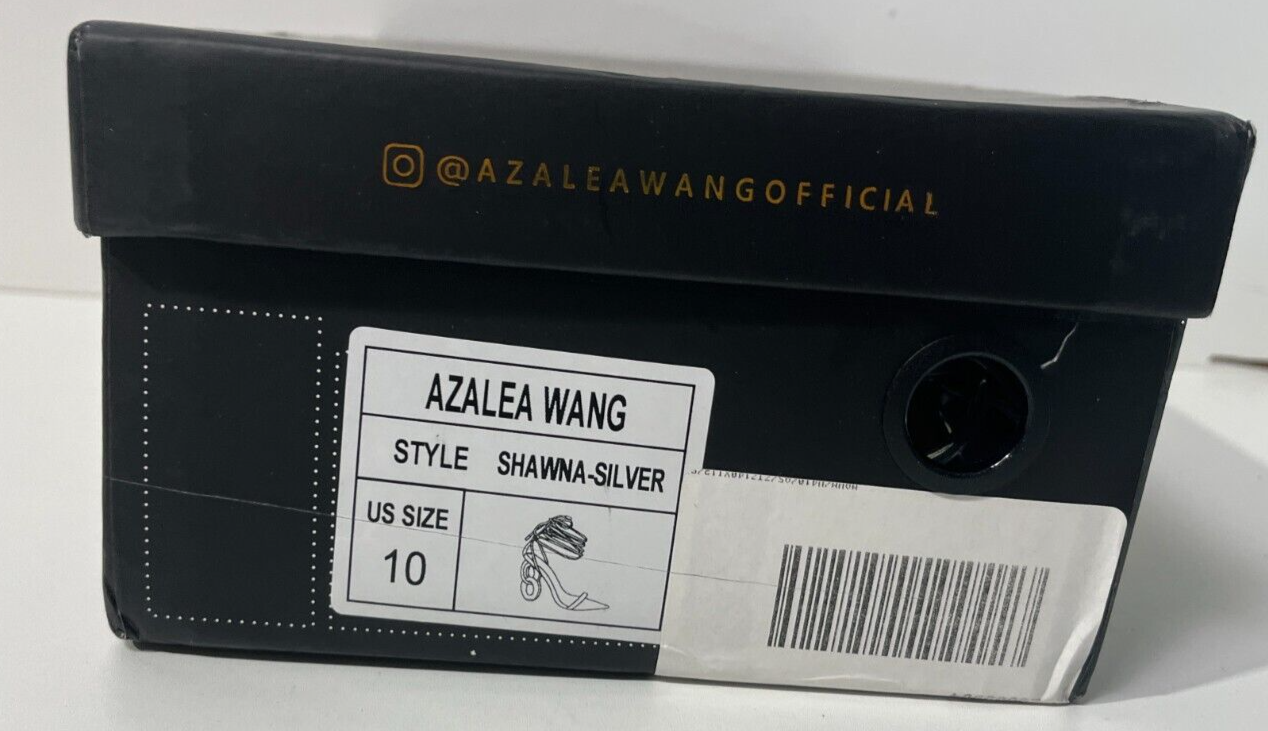 @AZALEAWANGOFFICIAL
AZALEA WANG
STYLE SHAWNA-SILVER
US SIZE
10